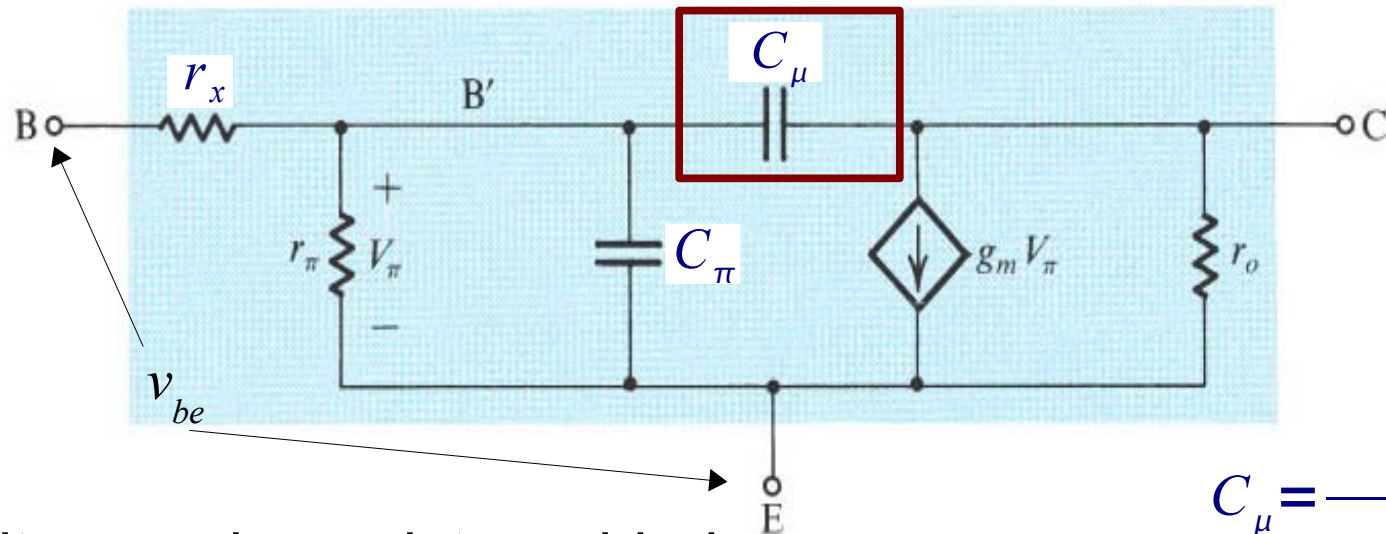 r_x
C_μ
B
B′
C
+
r_π
V_π
−
C_π
g_m V_π
r_o
v_be
E
C_μ = —